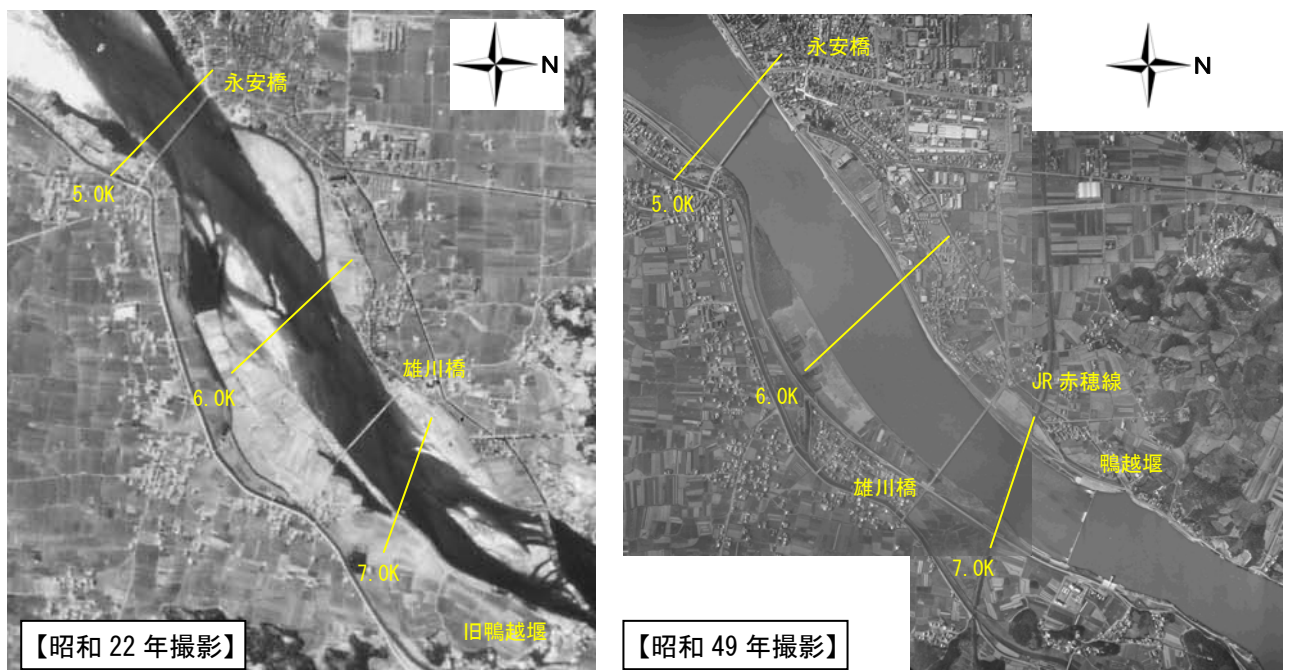 N
永安橋
5.0K
6.0K
雄川橋
7.0K
旧鴨越堰
【昭和 22 年撮影】
N
永安橋
5.0K
6.0K
JR 赤穂線
鴨越堰
雄川橋
7.0K
【昭和 49 年撮影】